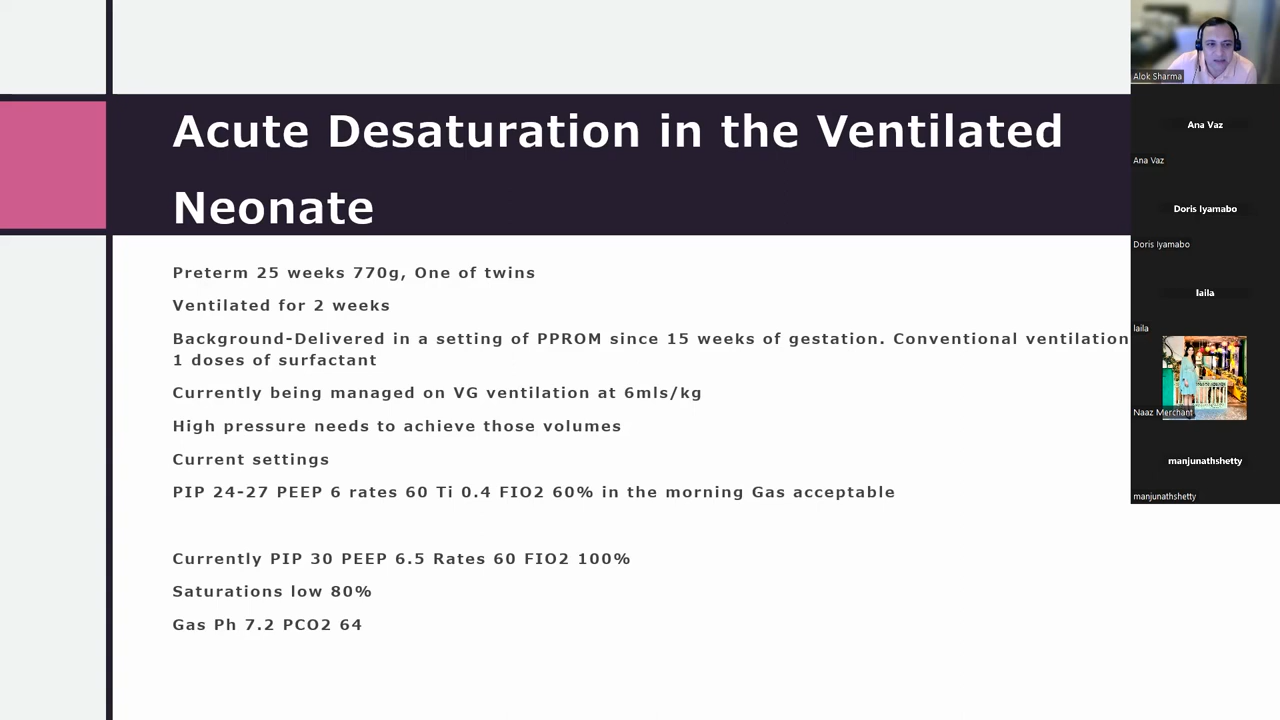 Acute Desaturation in the Ventilated
Neonate
Preterm 25 weeks 770g, One of twins
Ventilated for 2 weeks
Background-Delivered in a setting of PPROM since 15 weeks of gestation. Conventional ventilation
1 doses of surfactant
Currently being managed on VG ventilation at 6mls/kg
High pressure needs to achieve those volumes
Current settings
PIP 24-27 PEEP 6 rates 60 Ti 0.4 FIO2 60% in the morning Gas acceptable
Currently PIP 30 PEEP 6.5 Rates 60 FIO2 100%
Saturations low 80%
Gas Ph 7.2 PCO2 64
Alok Sharma
Ana Vaz
Ana Vaz
Doris Iyamabo
Doris Iyamabo
laila
laila
Naaz Merchant
manjunathshetty
manjunathshetty